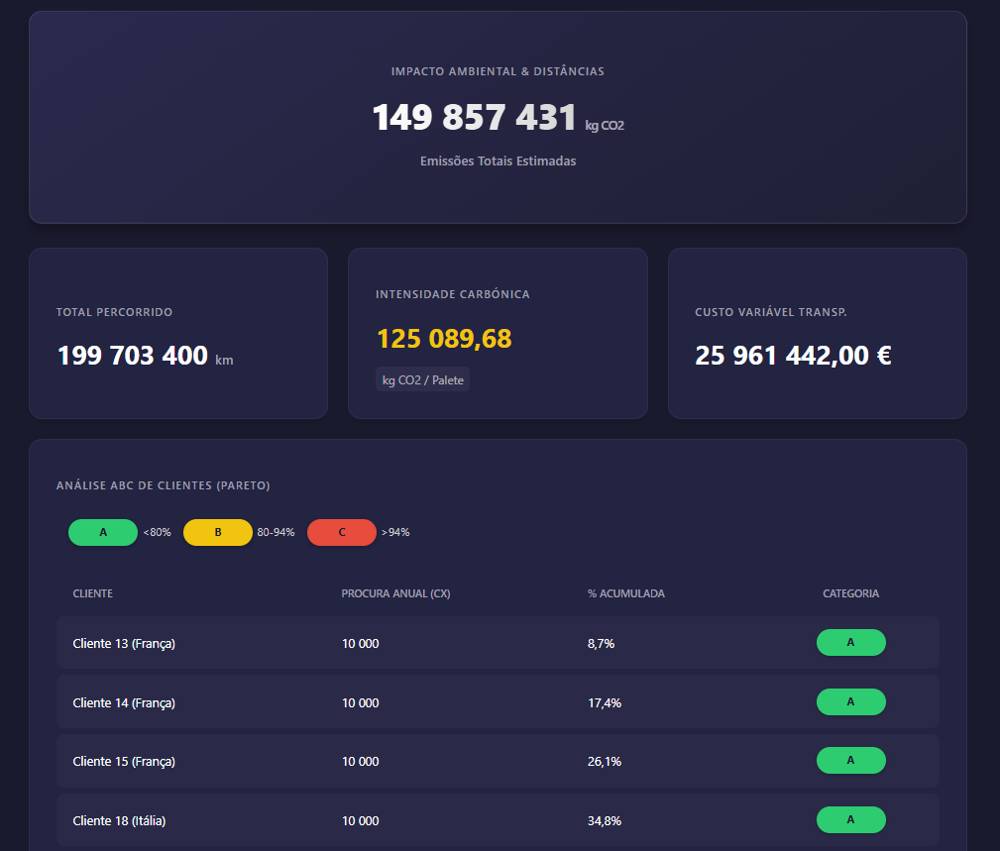 IMPACTO AMBIENTAL & DISTÂNCIAS
149 857 431 kg CO2
Emissões Totais Estimadas
TOTAL PERCORRIDO
199 703 400 km
INTENSIDADE CARBÓNICA
125 089,68
kg CO2 / Palete
CUSTO VARIÁVEL TRANSP.
25 961 442,00 €
ANÁLISE ABC DE CLIENTES (PARETO)
A <80% B 80-94% C >94%
CLIENTE PROCURA ANUAL (CX) % ACUMULADA CATEGORIA
Cliente 13 (França) 10 000 8,7% A
Cliente 14 (França) 10 000 17,4% A
Cliente 15 (França) 10 000 26,1% A
Cliente 18 (Itália) 10 000 34,8% A